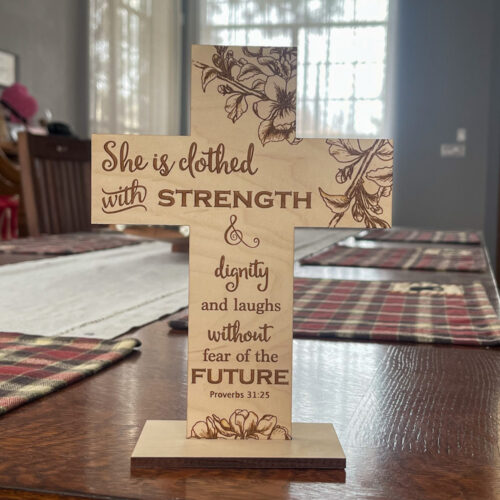 She is clothed
with STRENGTH
&
dignity
and laughs
without
fear of the
FUTURE
Proverbs 31:25